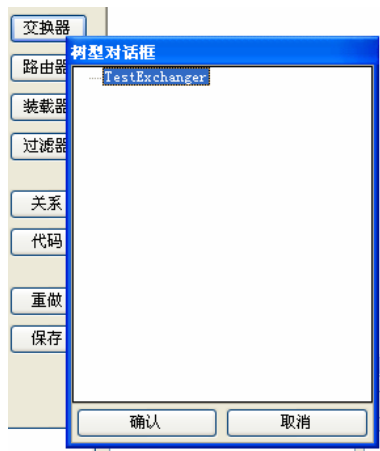 交换器
树型对话框
路由器
TestExchanger
装载器
过滤器
关系
代码
重做
保存
确认
取消